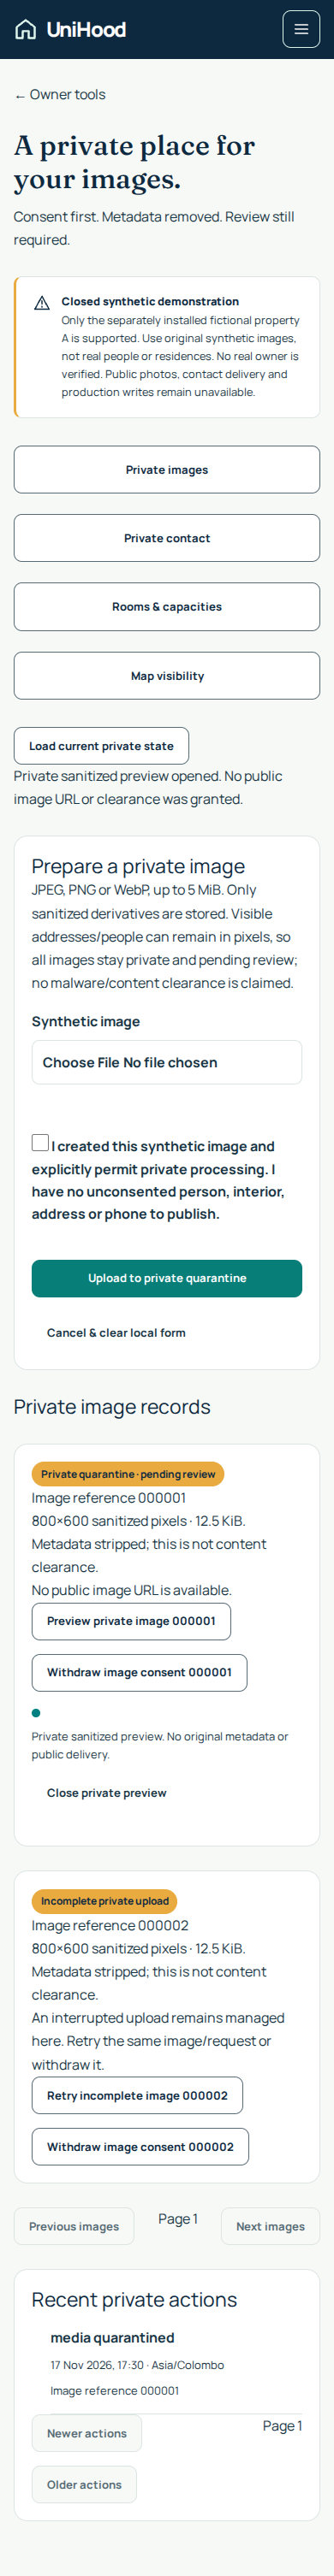 UniHood
← Owner tools
A private place for
your images.
Consent first. Metadata removed. Review still
required.
Closed synthetic demonstration
Only the separately installed fictional property
A is supported. Use original synthetic images,
not real people or residences. No real owner is
verified. Public photos, contact delivery and
production writes remain unavailable.
Private images
Private contact
Rooms & capacities
Map visibility
Load current private state
Private sanitized preview opened. No public
image URL or clearance was granted.
Prepare a private image
JPEG, PNG or WebP, up to 5 MiB. Only
sanitized derivatives are stored. Visible
addresses/people can remain in pixels, so
all images stay private and pending review;
no malware/content clearance is claimed.
Synthetic image
Choose File No file chosen
I created this synthetic image and
explicitly permit private processing. I
have no unconsented person, interior,
address or phone to publish.
Upload to private quarantine
Cancel & clear local form
Private image records
Private quarantine · pending review
Image reference 000001
800×600 sanitized pixels · 12.5 KiB.
Metadata stripped; this is not content
clearance.
No public image URL is available.
Preview private image 000001
Withdraw image consent 000001
Private sanitized preview. No original metadata or
public delivery.
Close private preview
Incomplete private upload
Image reference 000002
800×600 sanitized pixels · 12.5 KiB.
Metadata stripped; this is not content
clearance.
An interrupted upload remains managed
here. Retry the same image/request or
withdraw it.
Retry incomplete image 000002
Withdraw image consent 000002
Previous images Page 1 Next images
Recent private actions
media quarantined
17 Nov 2026, 17:30 · Asia/Colombo
Image reference 000001
Newer actions Page 1
Older actions